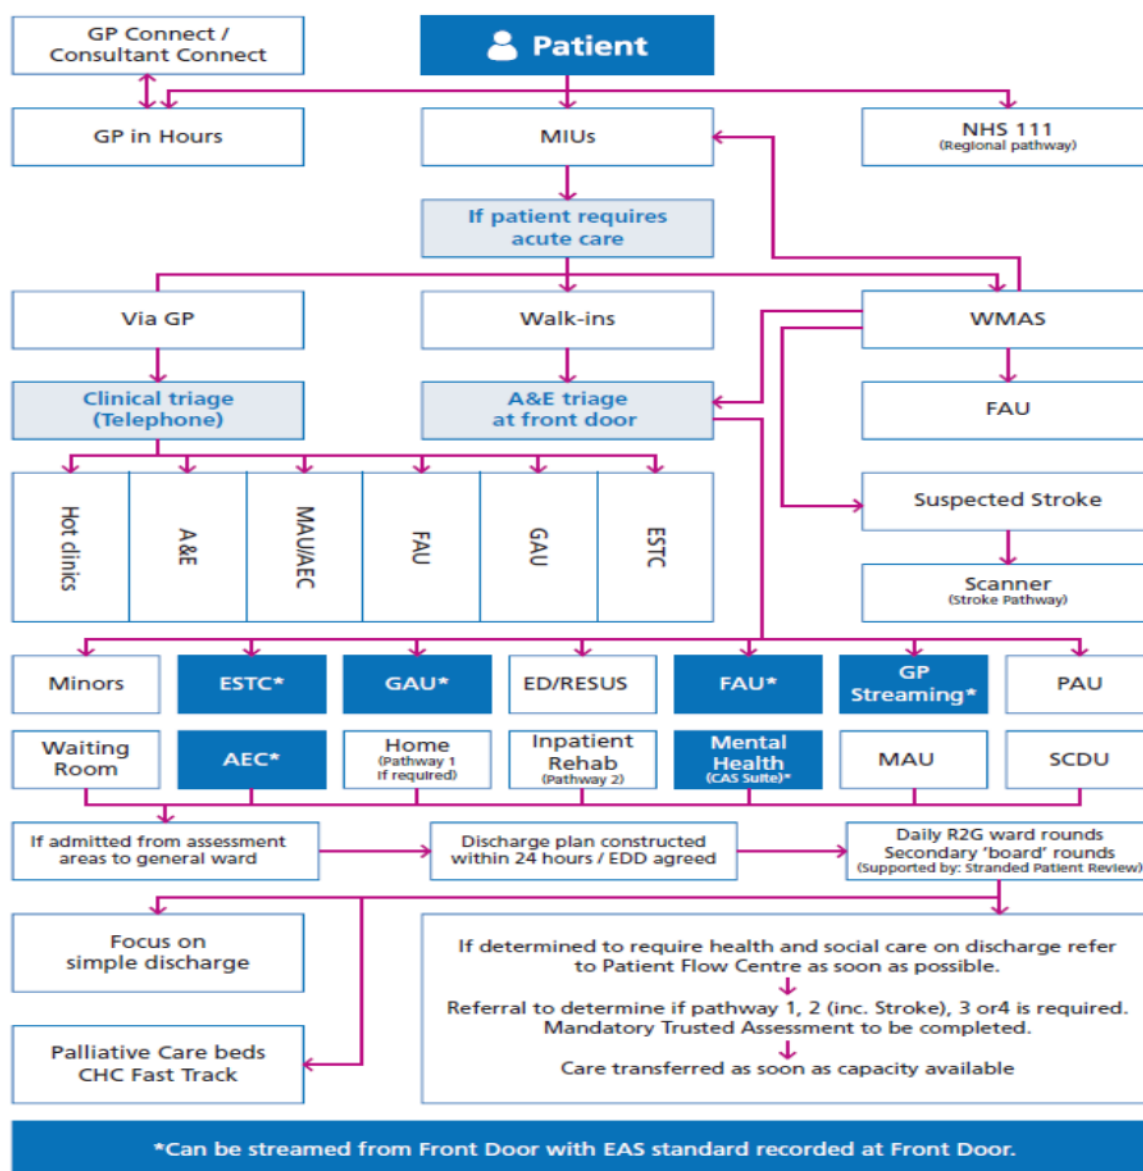 GP Connect /
Consultant Connect
Patient
GP in Hours
MIUs
NHS 111
(Regional pathway)
If patient requires
acute care
Via GP
Walk-ins
WMAS
Clinical triage
(Telephone)
A&E triage
at front door
FAU
Hot clinics
A&E
MAU/AEC
FAU
GAU
ESTC
Suspected Stroke
Scanner
(Stroke Pathway)
Minors
ESTC*
GAU*
ED/RESUS
FAU*
GP
Streaming*
PAU
Waiting
Room
AEC*
Home
(Pathway 1
If required)
Inpatient
Rehab
(Pathway 2)
Mental
Health
(CAS Suite)*
MAU
SCDU
If admitted from assessment
areas to general ward
Discharge plan constructed
within 24 hours / EDD agreed
Daily R2G ward rounds
Secondary 'board' rounds
(Supported by: Stranded Patient Review)
Focus on
simple discharge
If determined to require health and social care on discharge refer
to Patient Flow Centre as soon as possible.
Referral to determine if pathway 1, 2 (inc. Stroke), 3 or4 is required.
Mandatory Trusted Assessment to be completed.
Care transferred as soon as capacity available
Palliative Care beds
CHC Fast Track
*Can be streamed from Front Door with EAS standard recorded at Front Door.